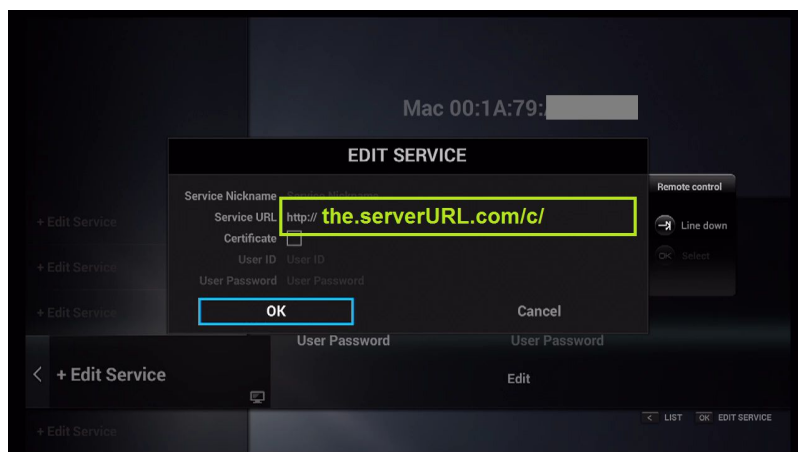 Mac 00:1A:79:
EDIT SERVICE
Service Nickname Service Nickname
Service URL http:// the.serverURL.com/c/
Certificate
User ID User ID
User Password User Password
OK Cancel
Remote control
Line down
Select
+ Edit Service
+ Edit Service
+ Edit Service
+ Edit Service
User Password User Password
Edit
< LIST OK EDIT SERVICE
+ Edit Service